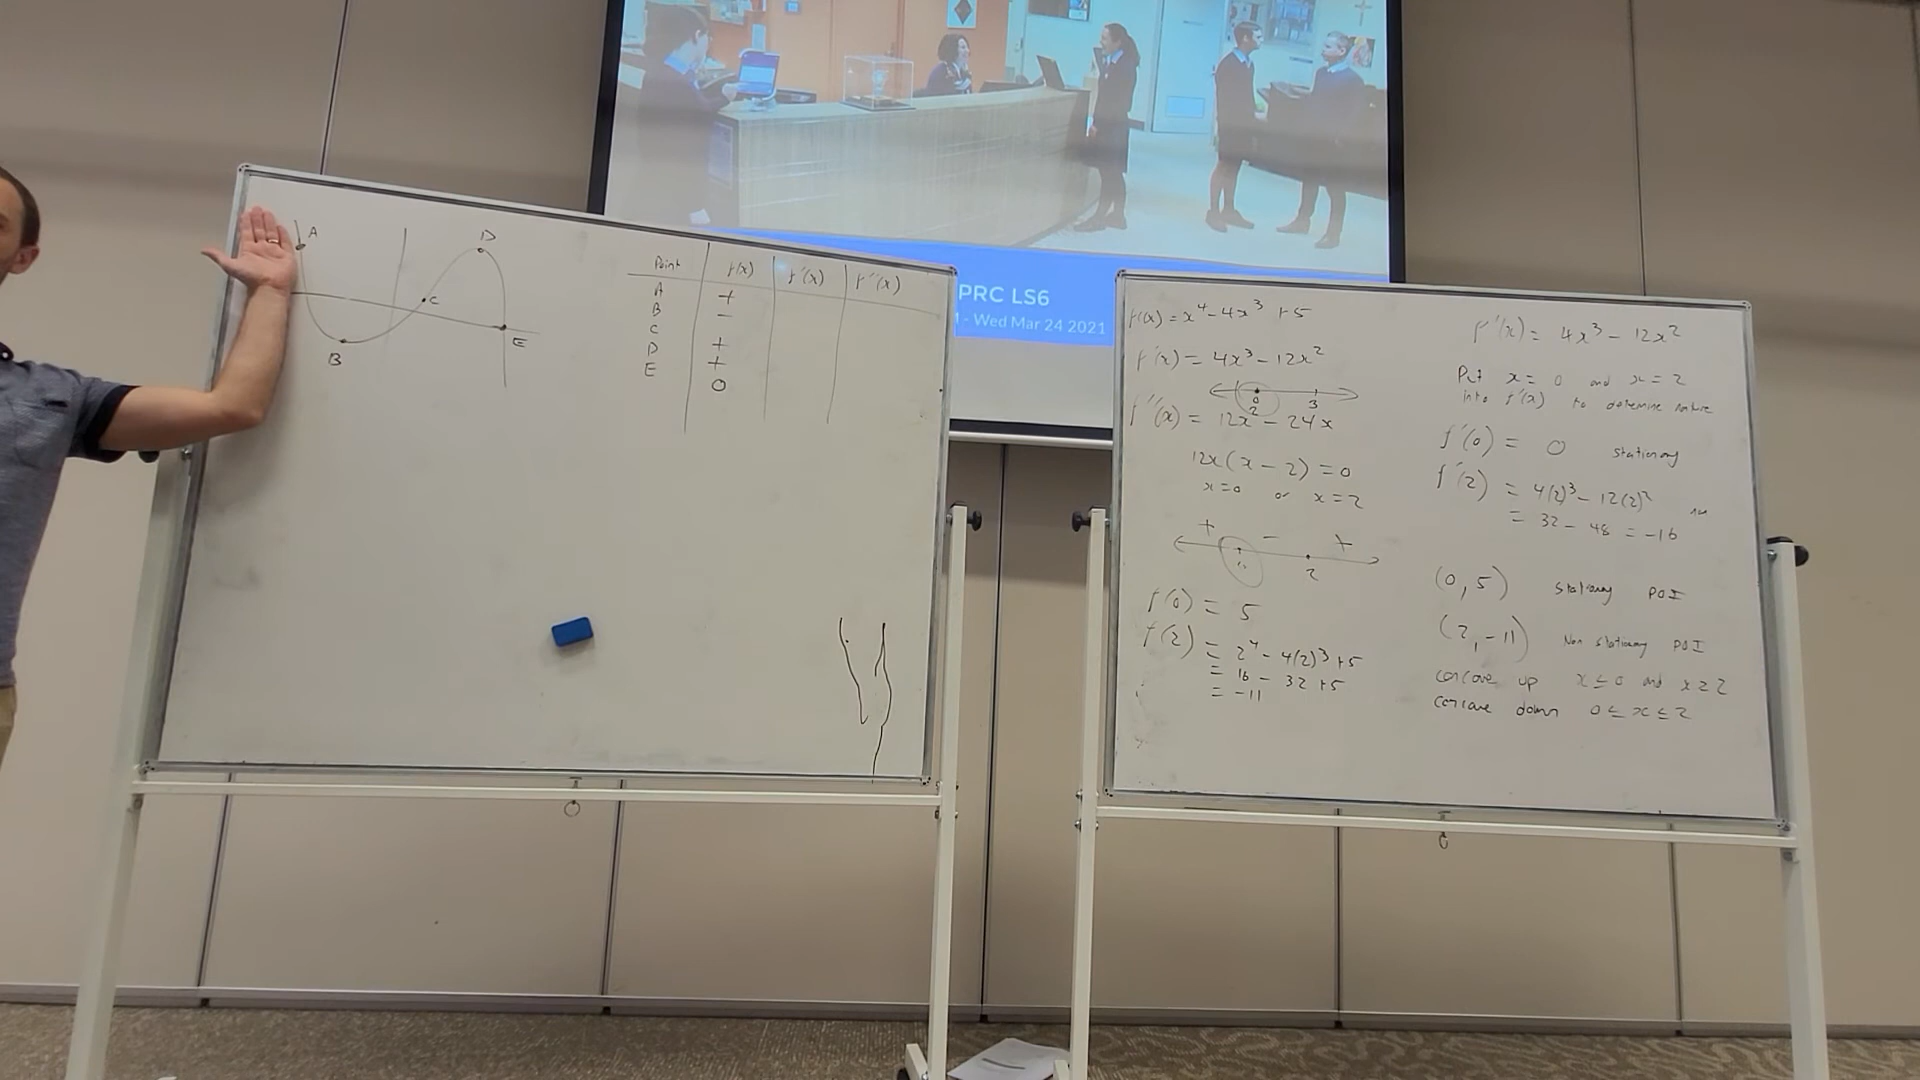 A
B
C
D
E
Point f(x) f'(x) f''(x)
A +
B -
C +
D +
E 0
PRC LS6
- Wed Mar 24 2021
f(x) = x⁴ - 4x³ + 5
f'(x) = 4x³ - 12x²
0 3
f''(x) = 12x² - 24x
12x(x - 2) = 0
x=0 or x=2
+ - +
0 2
f(0) = 5
f(2) = 2⁴ - 4(2)³ + 5
= 16 - 32 + 5
= -11
f'(x) = 4x³ - 12x²
Put x = 0 and x = 2
into f'(x) to determine nature
f'(0) = 0 stationary
f'(2) = 4(2)³ - 12(2)²
= 32 - 48 = -16
(0, 5) Stationary POI
(2, -11) Non stationary POI
concave up x ≤ 0 and x ≥ 2
concave down 0 ≤ x ≤ 2